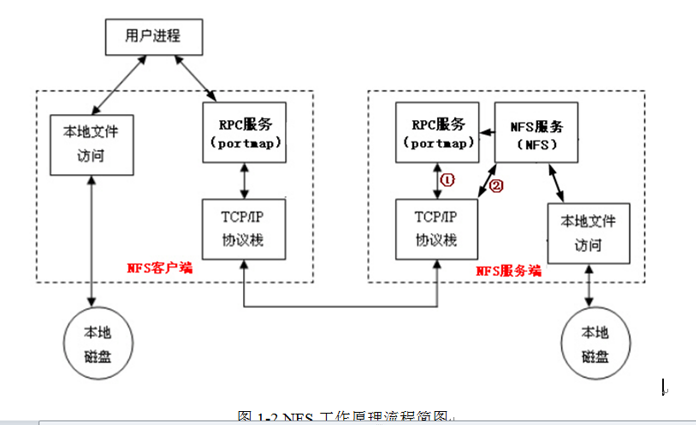 用户进程
本地文件
访问
RPC服务
(portmap)
TCP/IP
协议栈
NFS客户端
本地
磁盘
RPC服务
(portmap)
NFS服务
(NFS)
①
②
TCP/IP
协议栈
本地文件
访问
NFS服务端
本地
磁盘
图 1-2 NFS 工作原理流程简图